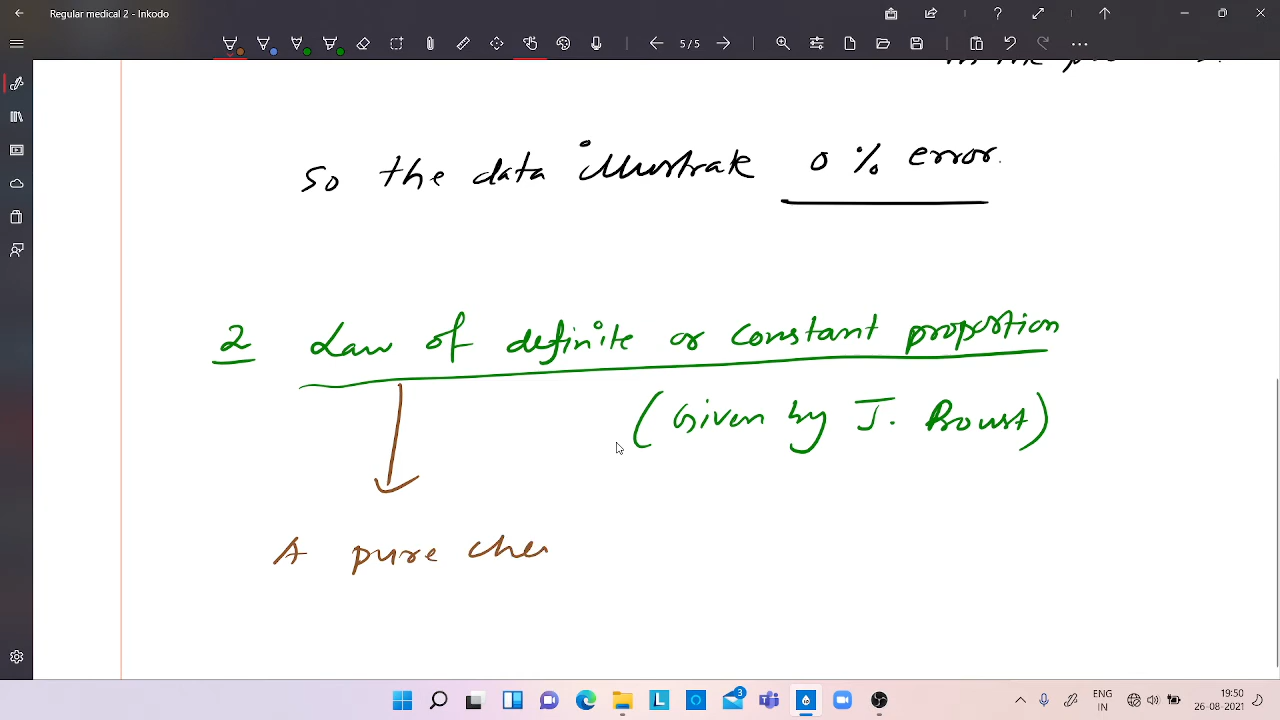 Regular medical 2 - Inkodo
5/5
So the data illustrate 0 % error.
2 Law of definite or constant proportion
(Given by J. Proust)
A pure che
3
ENG
IN
19:50
26-08-2021